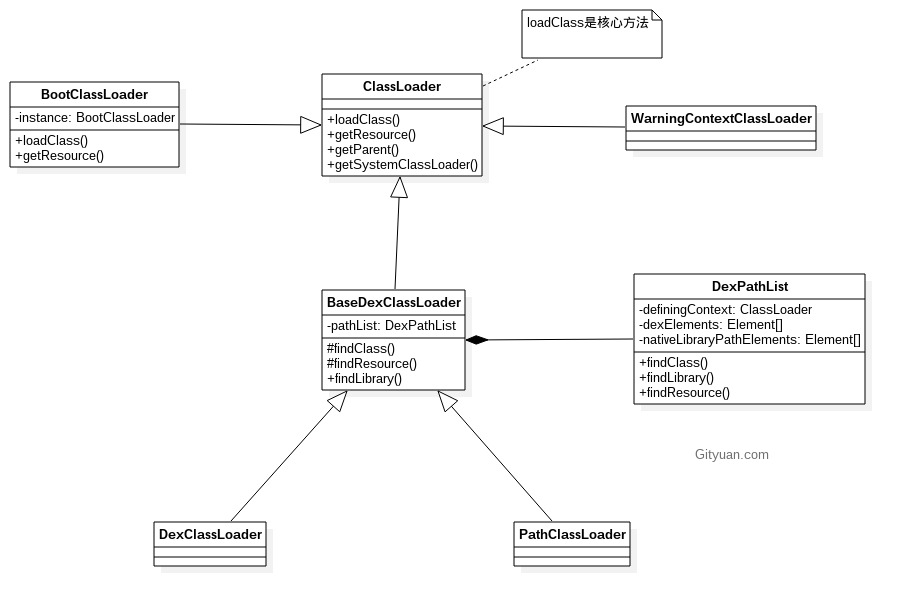 loadClass是核心方法
BootClassLoader
-instance: BootClassLoader
+loadClass()
+getResource()
ClassLoader
+loadClass()
+getResource()
+getParent()
+getSystemClassLoader()
WarningContextClassLoader
BaseDexClassLoader
-pathList: DexPathList
#findClass()
#findResource()
+findLibrary()
DexPathList
-definingContext: ClassLoader
-dexElements: Element[]
-nativeLibraryPathElements: Element[]
+findClass()
+findLibrary()
+findResource()
Gityuan.com
DexClassLoader
PathClassLoader